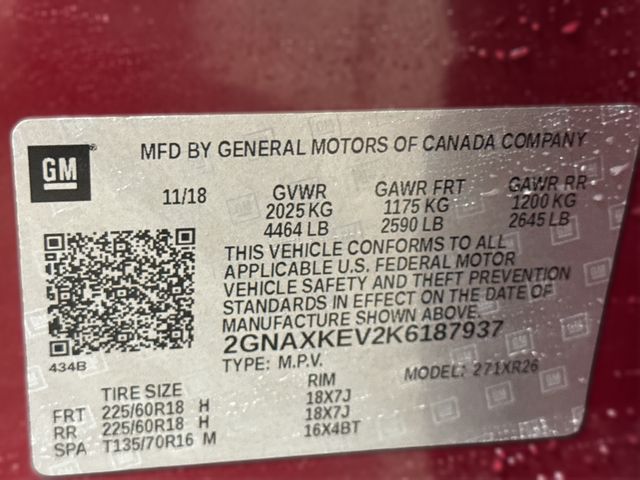 GM
MFD BY GENERAL MOTORS OF CANADA COMPANY
11/18
GVWR GAWR FRT GAWR RR
2025 KG 1175 KG 1200 KG
4464 LB 2590 LB 2645 LB
THIS VEHICLE CONFORMS TO ALL
APPLICABLE U.S. FEDERAL MOTOR
VEHICLE SAFETY AND THEFT PREVENTION
STANDARDS IN EFFECT ON THE DATE OF
MANUFACTURE SHOWN ABOVE.
2GNAXKEV2K6187937
434B
TYPE: M.P.V. MODEL: 271XR26
TIRE SIZE RIM
FRT 225/60R18 H 18X7J
RR 225/60R18 H 18X7J
SPA T135/70R16 M 16X4BT